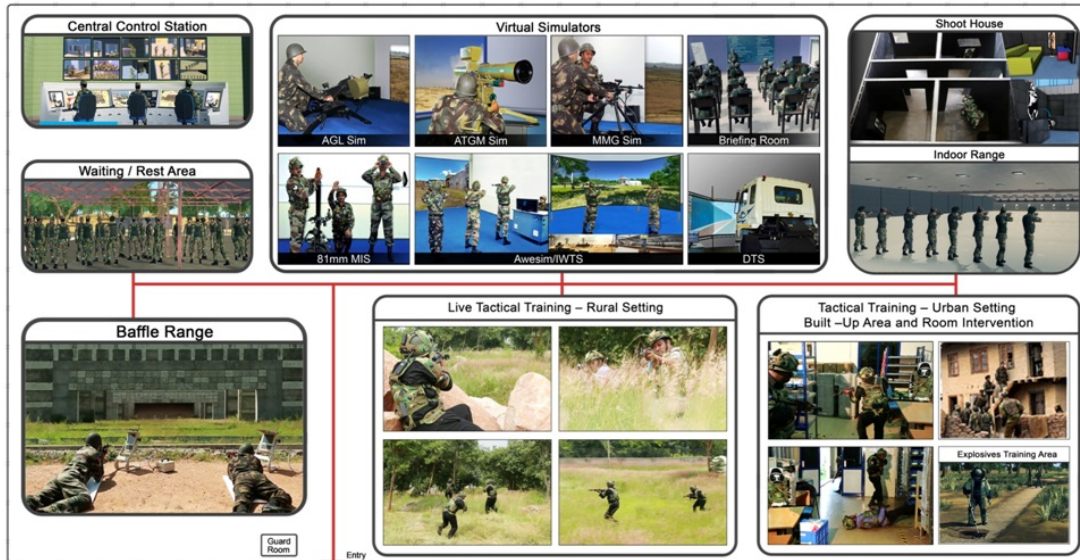 Central Control Station
Virtual Simulators
Shoot House
AGL Sim
ATGM Sim
MMG Sim
Briefing Room
Waiting / Rest Area
Indoor Range
81mm MIS
Awesim/IWTS
DTS
Baffle Range
Live Tactical Training – Rural Setting
Tactical Training – Urban Setting
Built –Up Area and Room Intervention
Explosives Training Area
Guard
Room
Entry